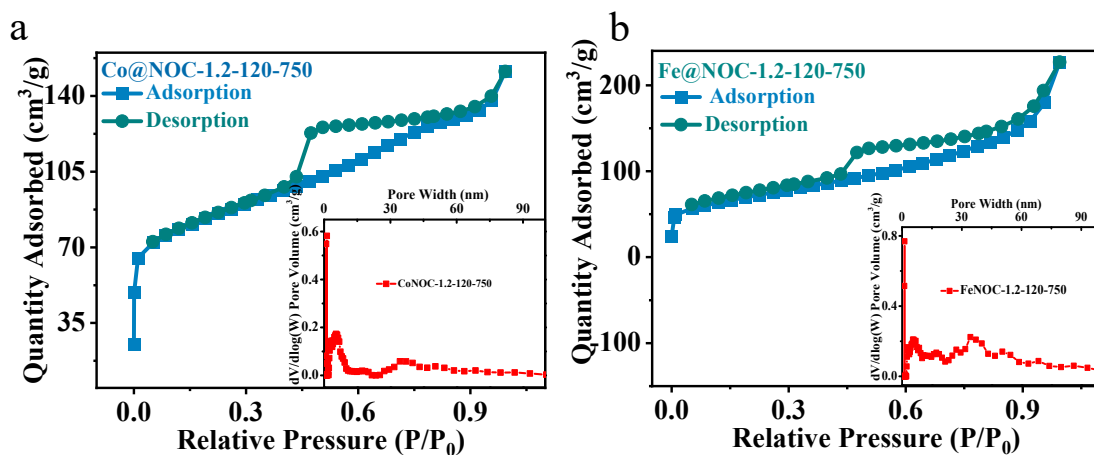 a
Co@NOC-1.2-120-750
Adsorption
Desorption
Quantity Adsorbed (cm³/g)
140
105
70
35
0.0
0.3
0.6
0.9
Relative Pressure (P/P₀)
Pore Width (nm)
0
30
60
90
dV/dlog(W) Pore Volume (cm³/g)
0.6
0.4
0.2
0.0
CoNOC-1.2-120-750
b
Fe@NOC-1.2-120-750
Adsorption
Desorption
Quantity Adsorbed (cm³/g)
200
100
0
-100
0.0
0.3
0.6
0.9
Relative Pressure (P/P₀)
Pore Width (nm)
0
30
60
90
dV/dlog(W) Pore Volume (cm³/g)
0.8
0.4
0.0
FeNOC-1.2-120-750